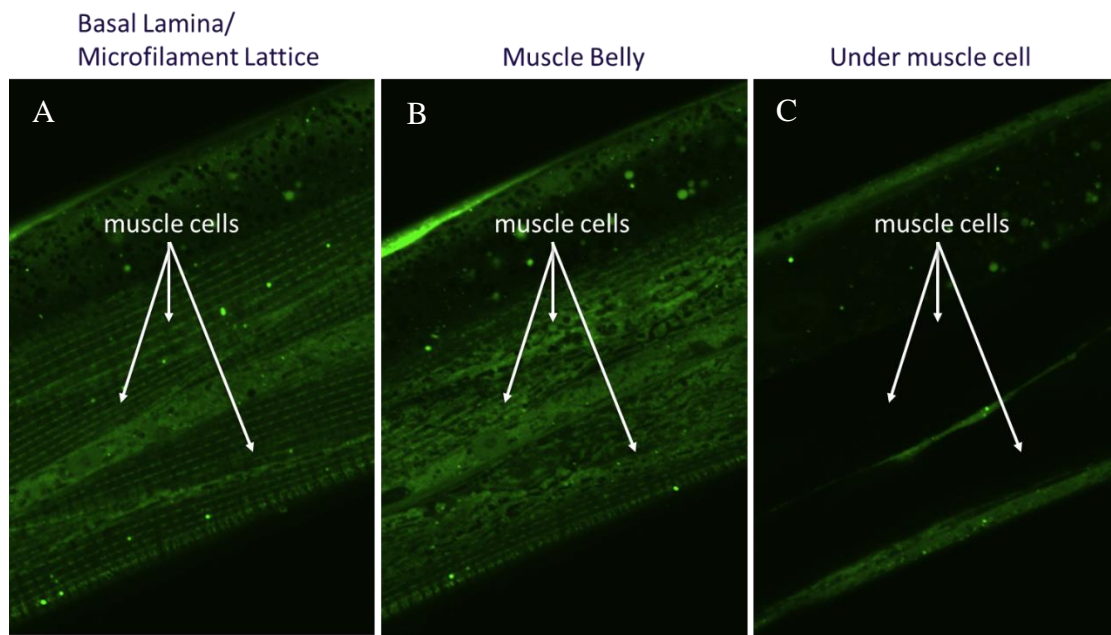 Basal Lamina/
Microfilament Lattice
Muscle Belly
Under muscle cell
A
B
C
muscle cells
muscle cells
muscle cells